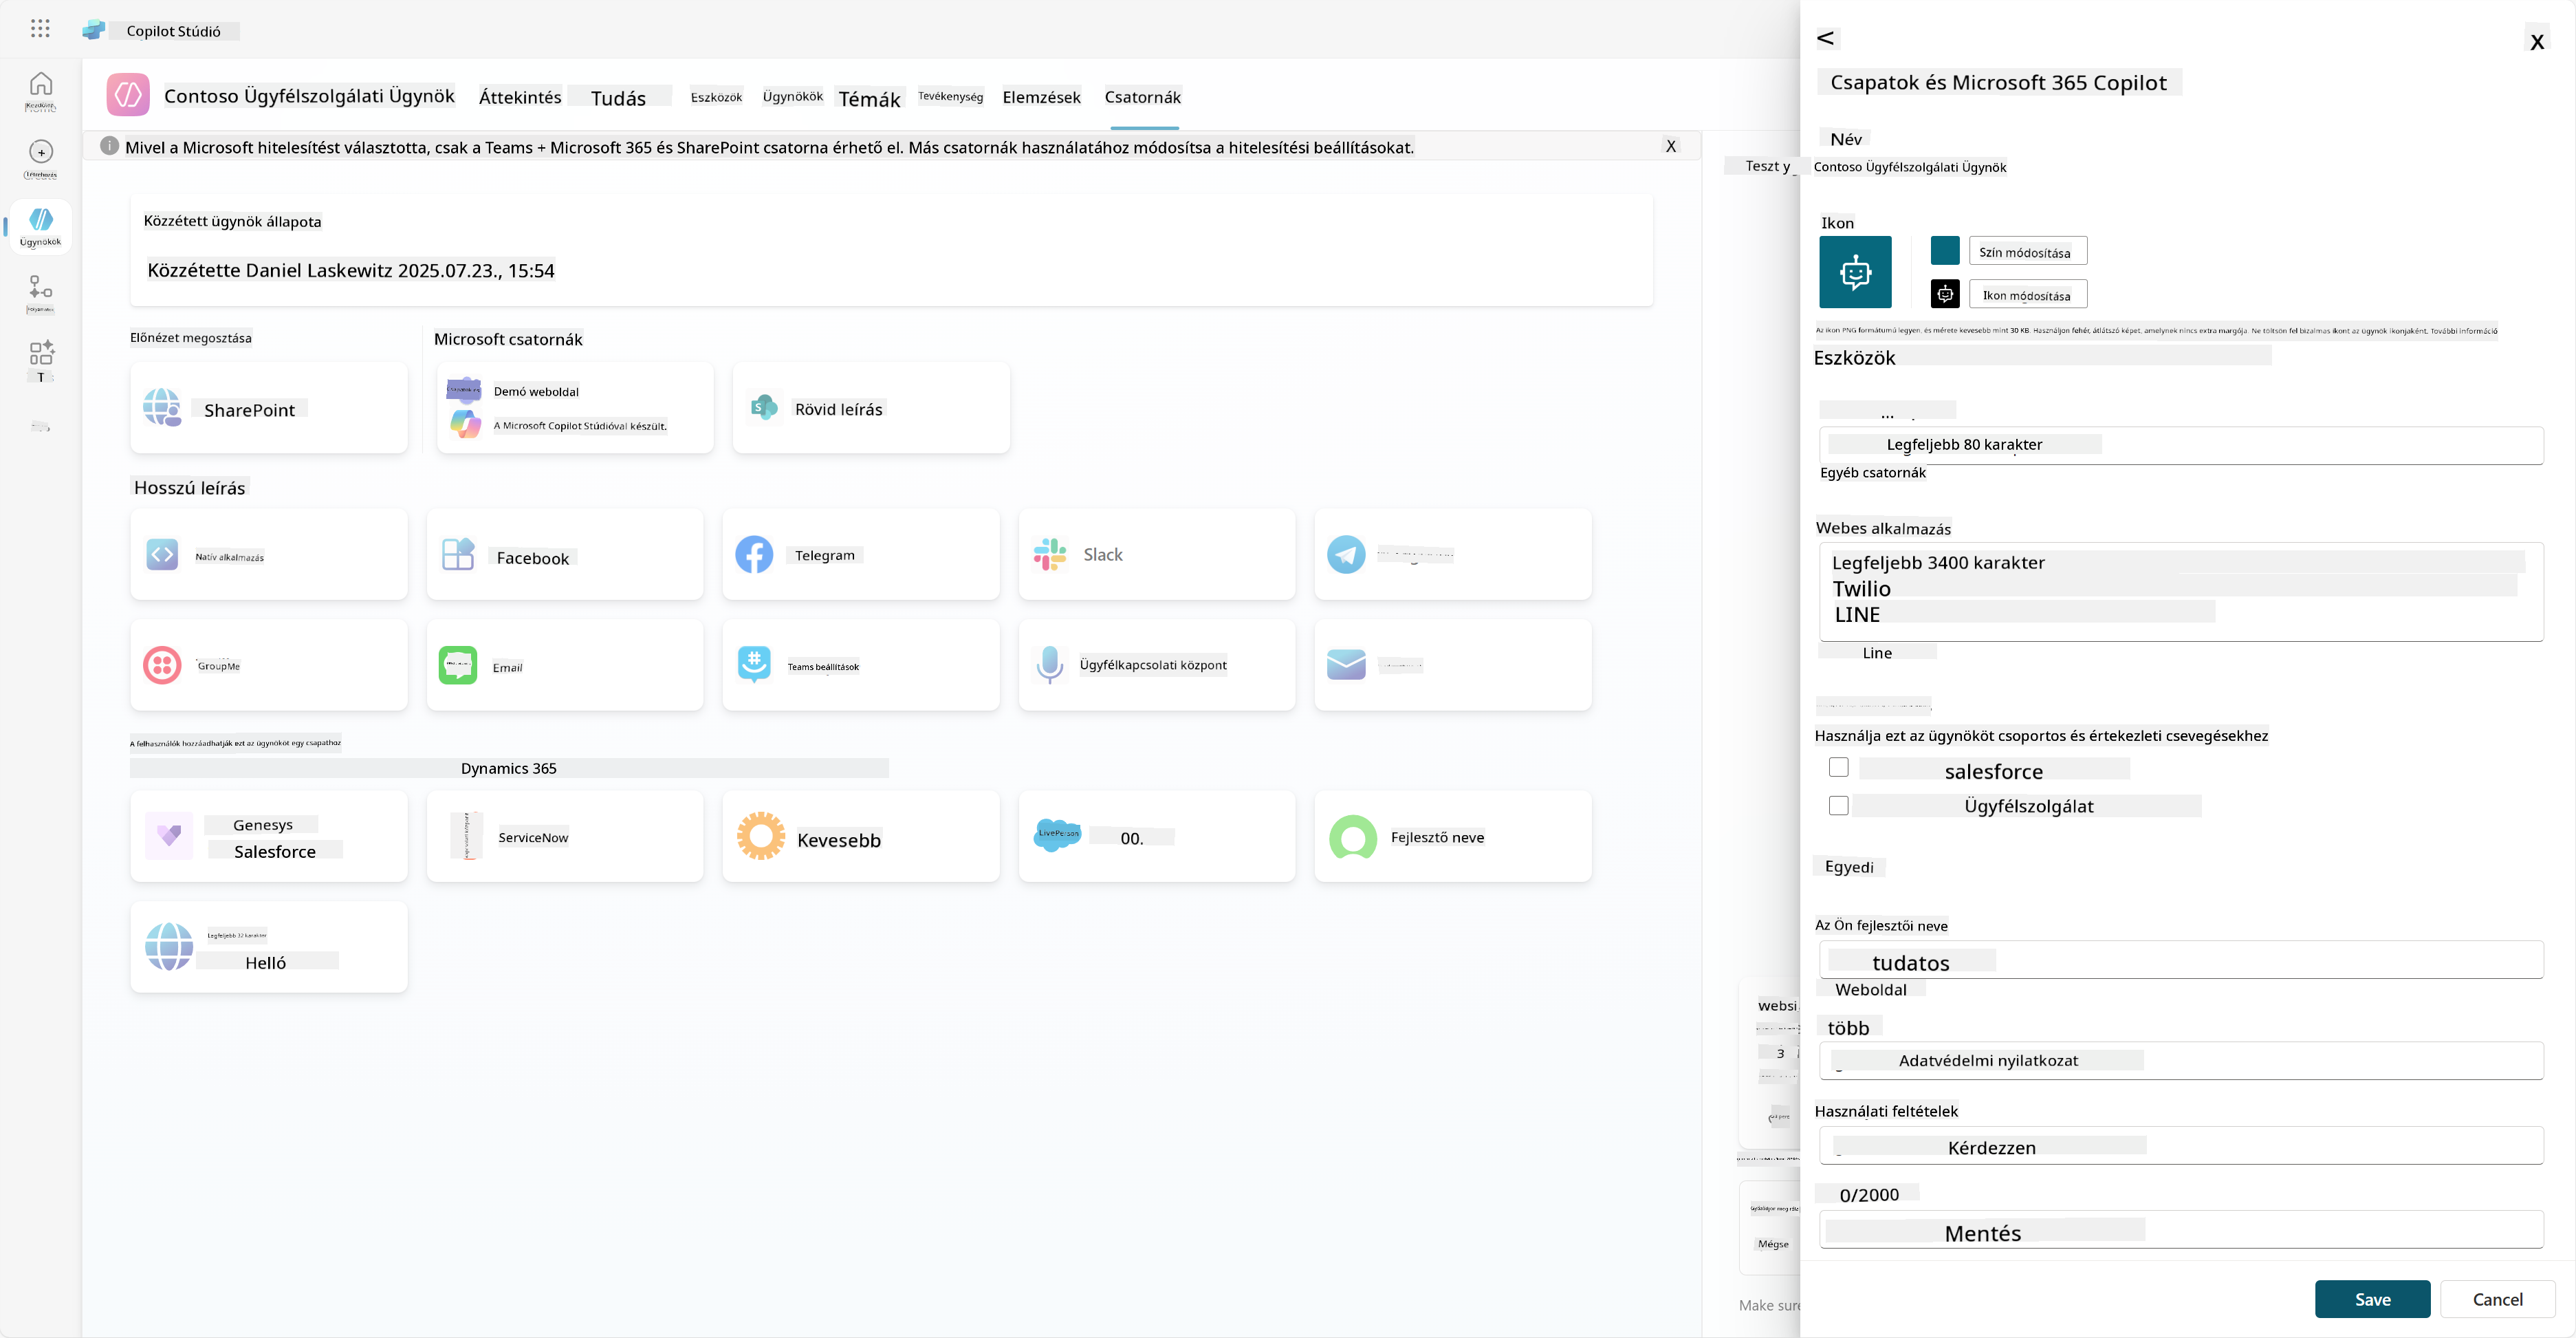 Copilot Stúdió
Ügynökök
T
Contoso Ügyfélszolgálati Ügynök
Áttekintés
Tudás
Eszközök
Ügynökök
Témák
Tevékenység
Elemzések
Csatornák
Mivel a Microsoft hitelesítést választotta, csak a Teams + Microsoft 365 és SharePoint csatorna érhető el. Más csatornák használatához módosítsa a hitelesítési beállításokat.
X
Közzétett ügynök állapota
Közzétette Daniel Laskewitz 2025.07.23., 15:54
Előnézet megosztása
Microsoft csatornák
SharePoint
Demó weboldal
A Microsoft Copilot Stúdióval készült.
Rövid leírás
Hosszú leírás
Natív alkalmazás
Facebook
Telegram
Slack
GroupMe
Email
Teams beállítások
Ügyfélkapcsolati központ
A felhasználók hozzáadhatják ezt az ügynököt egy csapathoz
Dynamics 365
Genesys
Salesforce
ServiceNow
Kevesebb
LivePerson
00.
Fejlesztő neve
Legfeljebb 32 karakter
Helló
Teszt y
websi
3
Mégse
Make sure
<
X
Csapatok és Microsoft 365 Copilot
Név
Contoso Ügyfélszolgálati Ügynök
Ikon
Szín módosítása
Ikon módosítása
Az ikon PNG formátumú legyen, és mérete kevesebb mint 30 KB. Használjon fehér, átlátszó képet, amelynek nincs extra margója. Ne töltsön fel bizalmas ikont az ügynök ikonjaként. További információ
Eszközök
...
Legfeljebb 80 karakter
Egyéb csatornák
Webes alkalmazás
Legfeljebb 3400 karakter
Twilio
LINE
Line
Használja ezt az ügynököt csoportos és értekezleti csevegésekhez
salesforce
Ügyfélszolgálat
Egyedi
Az Ön fejlesztői neve
tudatos
Weboldal
több
Adatvédelmi nyilatkozat
Használati feltételek
Kérdezzen
0/2000
Mentés
Save
Cancel